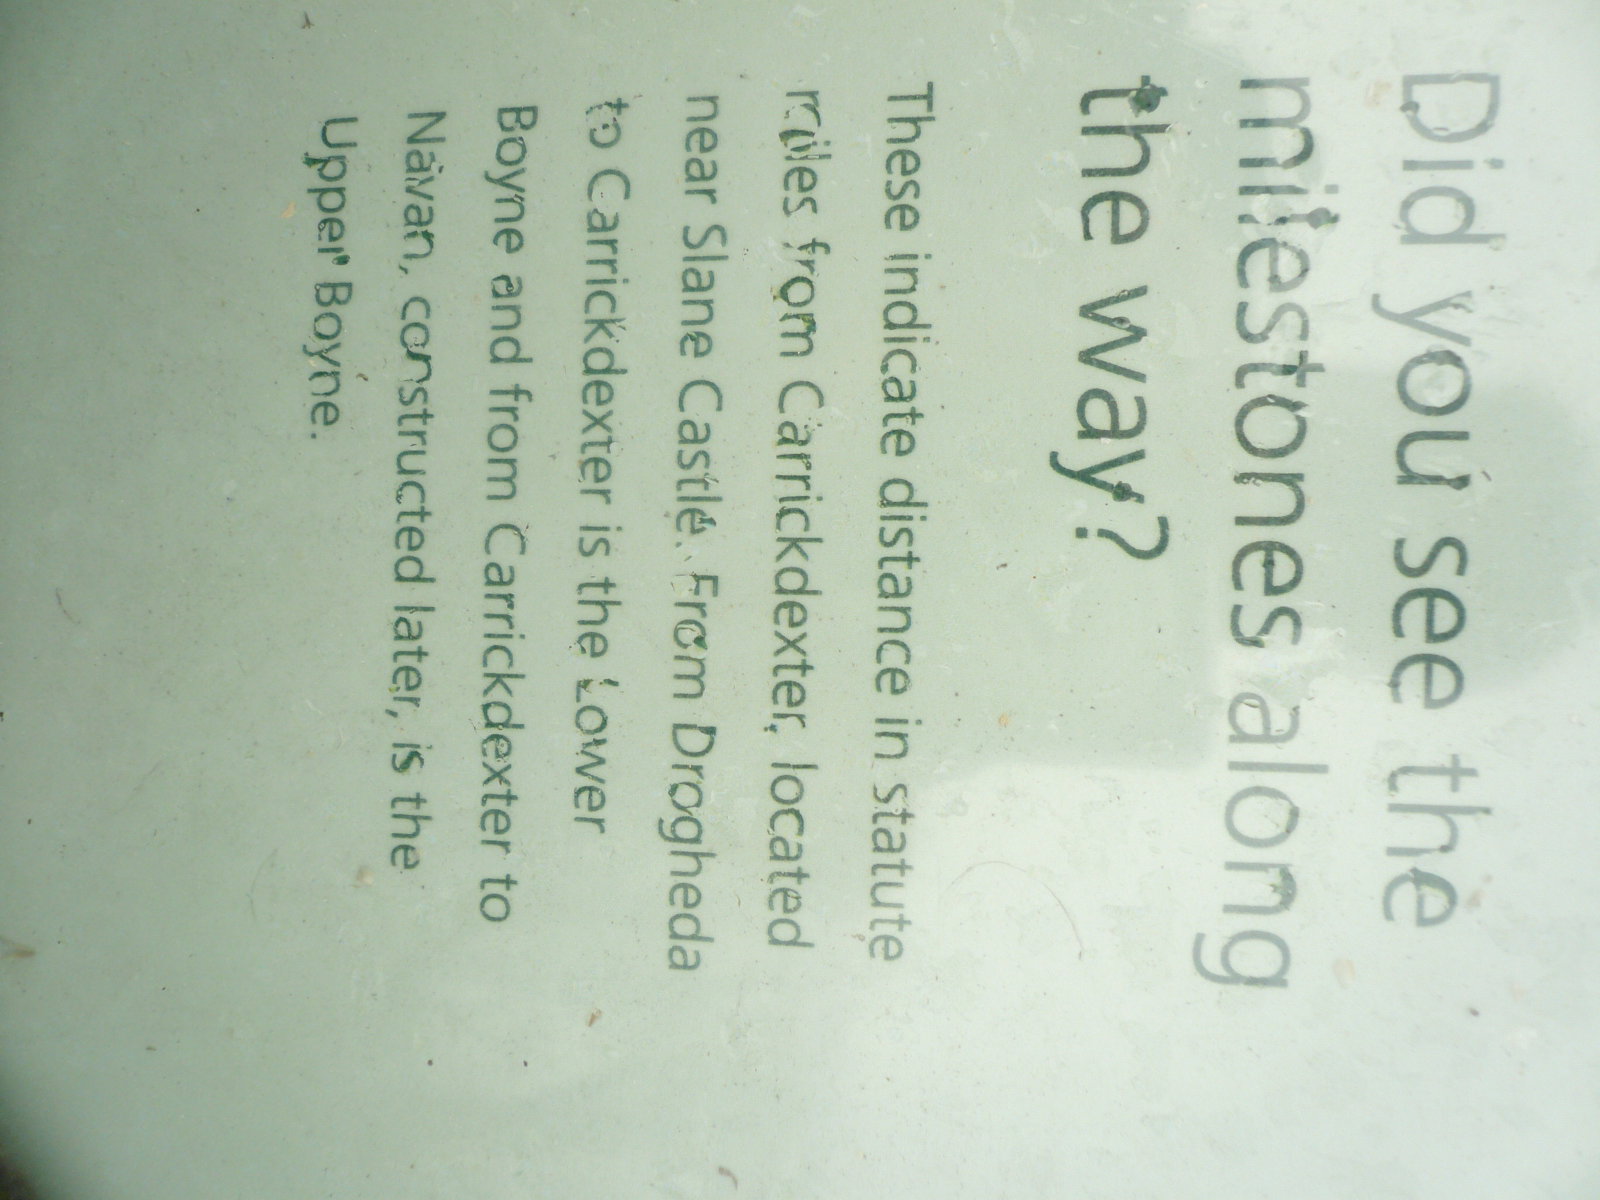 Did you see the
milestones along
the way?
These indicate distance in statute
miles from Carrickdexter, located
near Slane Castle. From Drogheda
to Carrickdexter is the Lower
Boyne and from Carrickdexter to
Navan, constructed later, is the
Upper Boyne.